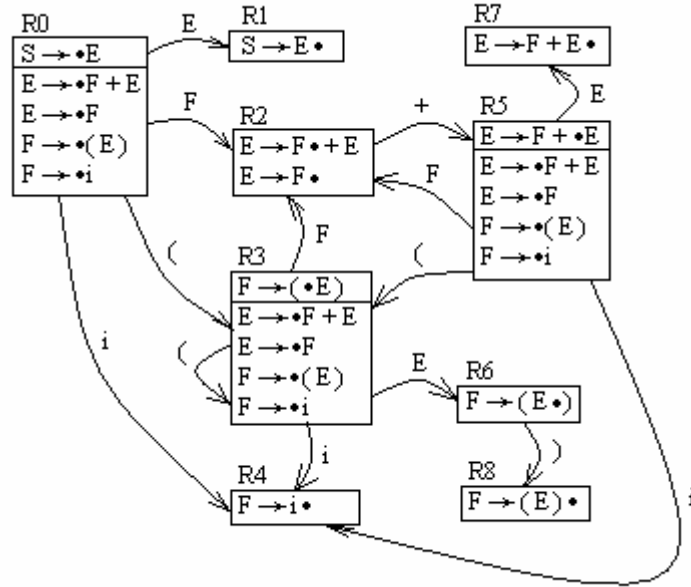 R0
S → •E
E → •F + E
E → •F
F → •(E)
F → •i
E
R1
S → E•
R7
E → F + E•
E
F
R2
E → F• + E
E → F•
+
R5
E → F + •E
E → •F + E
E → •F
F → •(E)
F → •i
F
F
(
(
R3
F → (•E)
E → •F + E
E → •F
F → •(E)
F → •i
(
i
E
R6
F → (E•)
i
)
R4
F → i•
R8
F → (E)•